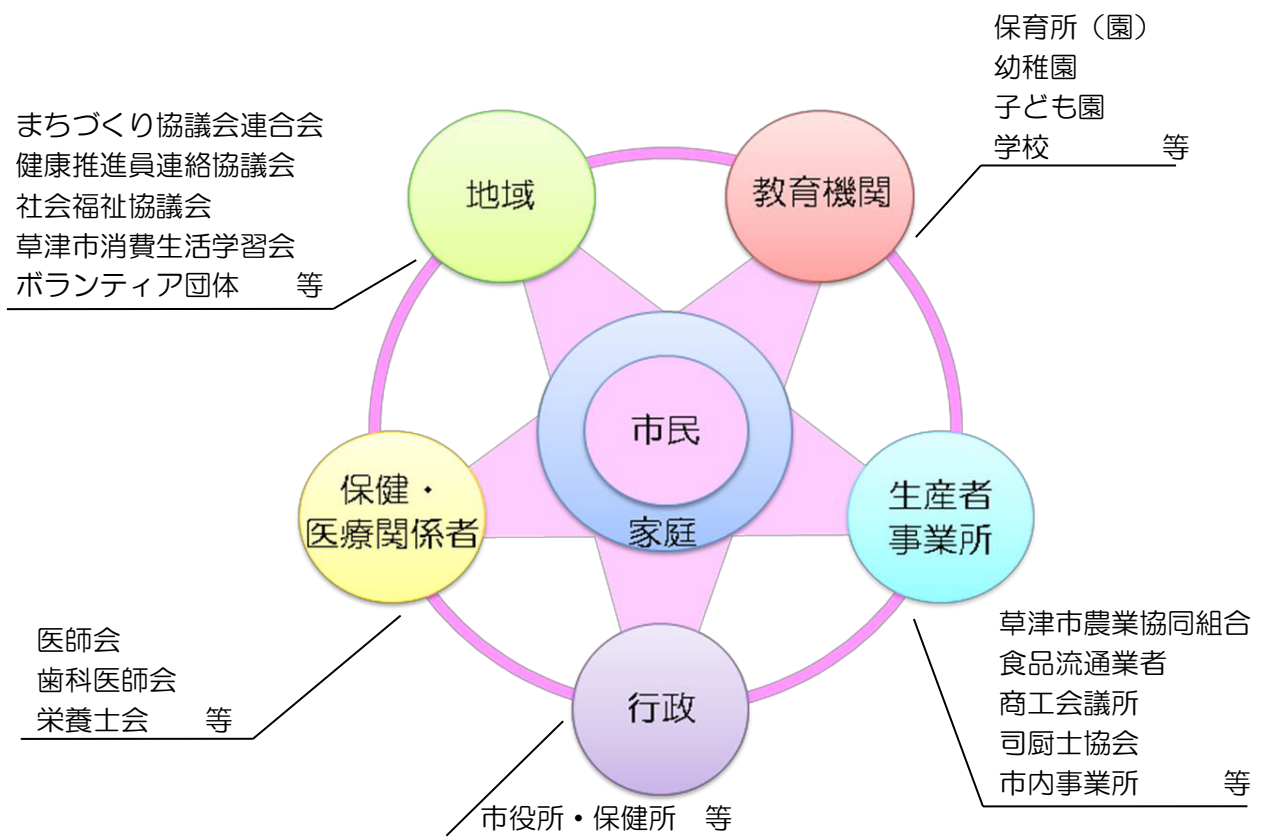 保育所（園）
幼稚園
子ども園
学校　　　　等
まちづくり協議会連合会
健康推進員連絡協議会
社会福祉協議会
草津市消費生活学習会
ボランティア団体　　等
地域
教育機関
市民
家庭
保健・
医療関係者
生産者
事業所
行政
医師会
歯科医師会
栄養士会　　等
草津市農業協同組合
食品流通業者
商工会議所
司厨士協会
市内事業所　　　等
市役所・保健所　等